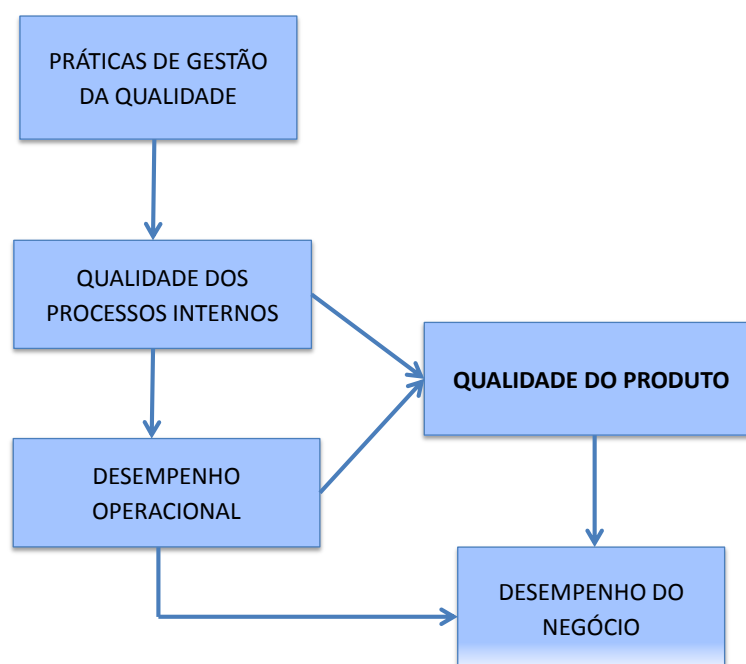 PRÁTICAS DE GESTÃO
DA QUALIDADE
QUALIDADE DOS
PROCESSOS INTERNOS
QUALIDADE DO PRODUTO
DESEMPENHO
OPERACIONAL
DESEMPENHO DO
NEGÓCIO